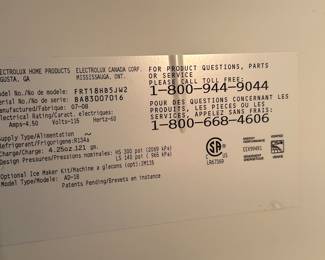 ELECTROLUX HOME PRODUCTS ELECTROLUX CANADA CORP.
AUGUSTA, GA MISSISSAUGA, ONT.
Model No./No de modele: FRT18HB5JW2
Serial No./No de serie: BA83007016
Manufactured/Fabrique: 07-08
Electrical Rating/Caract. electriques:
Amps-4.50 Volts-115 Hertz-60
Supply Type/Alimentation ~
Refrigerant/Frigorigene: R134a
Charge/Charge: 4.25oz.121 g.
Design Pressures/Pressions nominales: HS 300 psi (2069 kPa)
LS 140 psi ( 965 kPa)
Optional Ice Maker Kit/Machine a glacons (opt): IM115
Model Type/Modele: AD-18
Patents Pending/Brevets en instance
FOR PRODUCT QUESTIONS, PARTS
OR SERVICE
PLEASE CALL TOLL FREE:
1-800-944-9044
POUR DES QUESTIONS CONCERNANT LES
PRODUITS, LES PIECES OU LES
SERVICES, APPELEZ SANS FRAIS:
1-800-668-4606
SA
LR67369